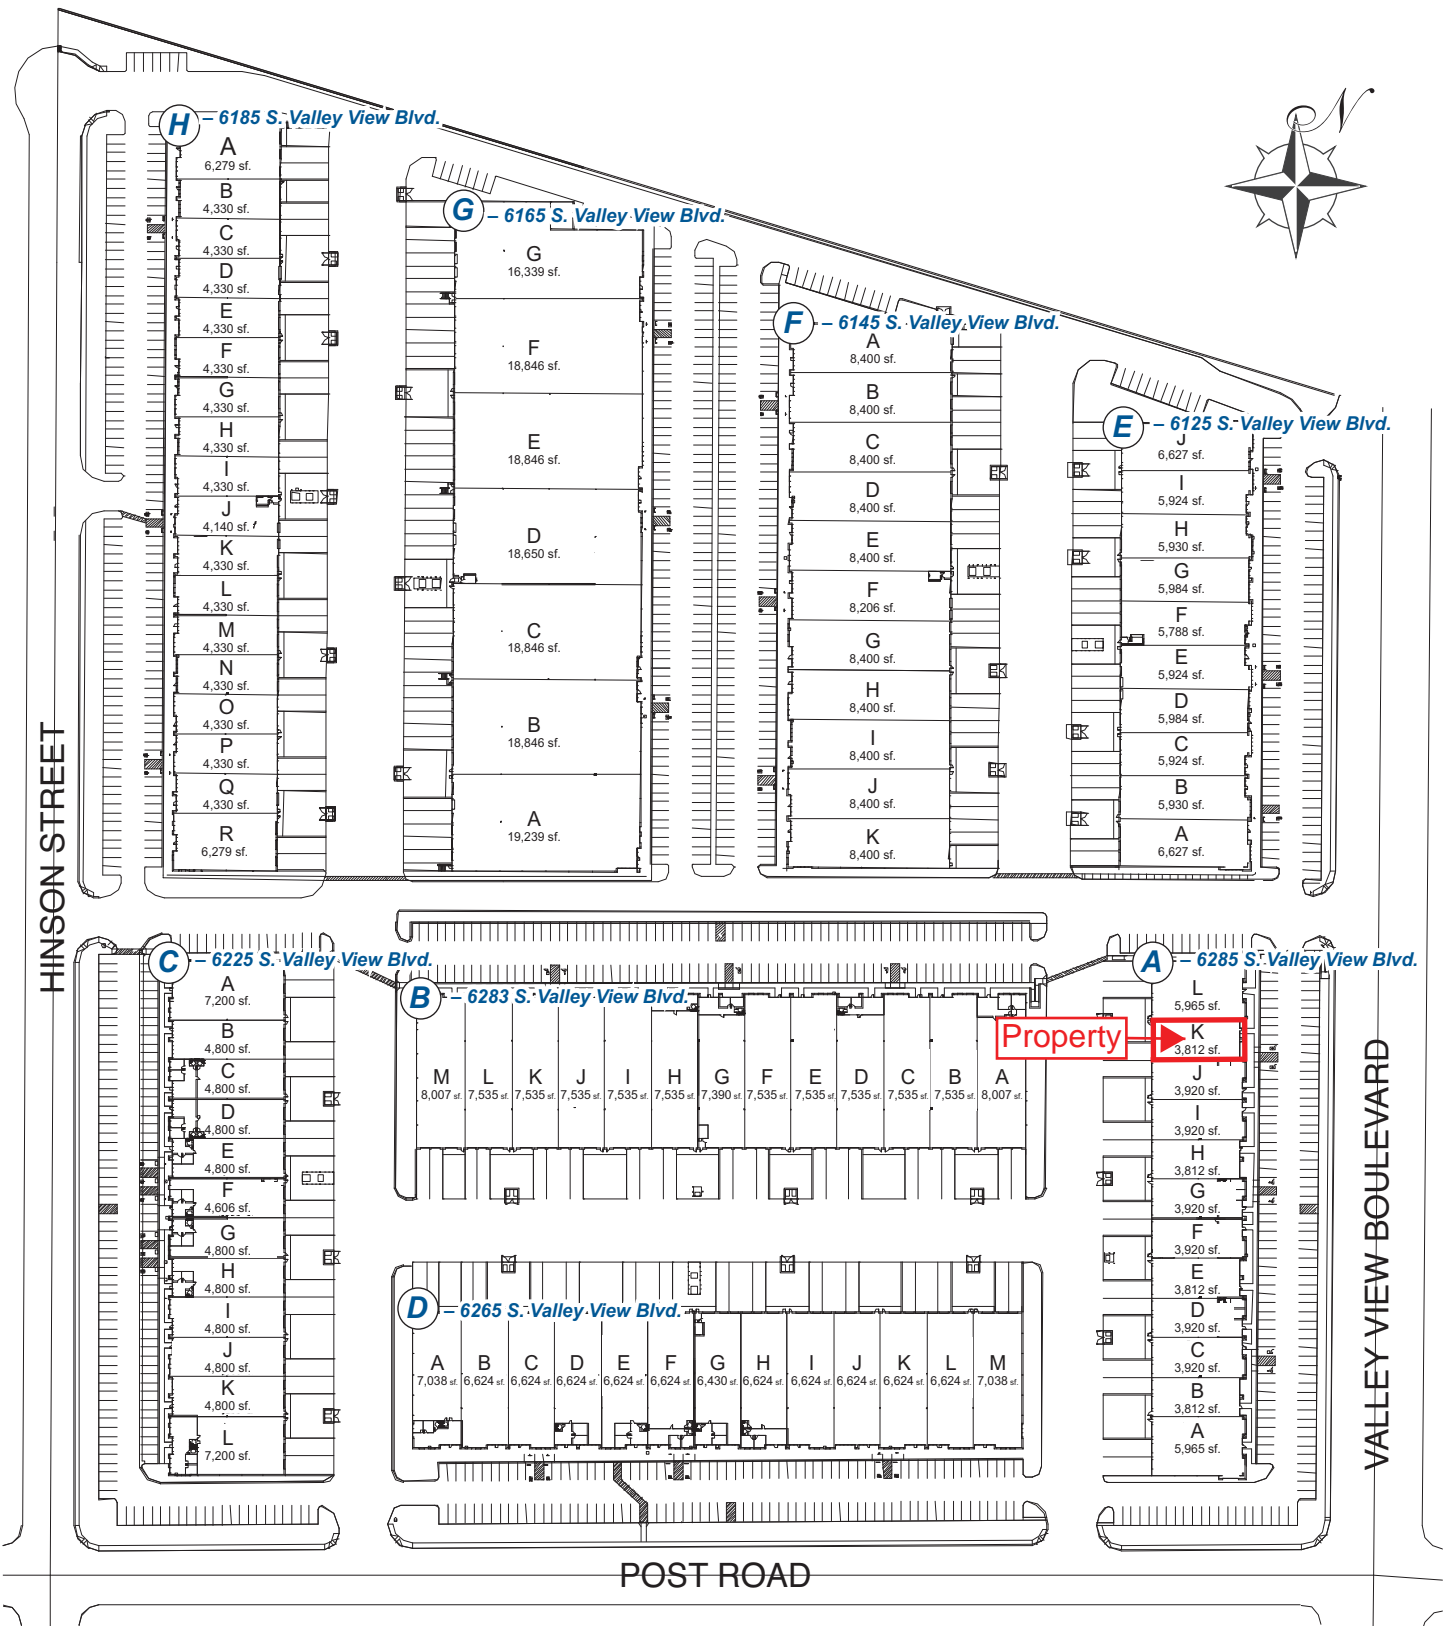 N
H – 6185 S. Valley View Blvd.
A
6,279 sf.
B
4,330 sf.
C
4,330 sf.
D
4,330 sf.
E
4,330 sf.
F
4,330 sf.
G
4,330 sf.
H
4,330 sf.
I
4,330 sf.
J
4,140 sf.
K
4,330 sf.
L
4,330 sf.
M
4,330 sf.
N
4,330 sf.
O
4,330 sf.
P
4,330 sf.
Q
4,330 sf.
R
6,279 sf.
G – 6165 S. Valley View Blvd.
G
16,339 sf.
F
18,846 sf.
E
18,846 sf.
D
18,650 sf.
C
18,846 sf.
B
18,846 sf.
A
19,239 sf.
F – 6145 S. Valley View Blvd.
A
8,400 sf.
B
8,400 sf.
C
8,400 sf.
D
8,400 sf.
E
8,400 sf.
F
8,206 sf.
G
8,400 sf.
H
8,400 sf.
I
8,400 sf.
J
8,400 sf.
K
8,400 sf.
E – 6125 S. Valley View Blvd.
J
6,627 sf.
I
5,924 sf.
H
5,930 sf.
G
5,984 sf.
F
5,788 sf.
E
5,924 sf.
D
5,984 sf.
C
5,924 sf.
B
5,930 sf.
A
6,627 sf.
HINSON STREET
C – 6225 S. Valley View Blvd.
A
7,200 sf.
B
4,800 sf.
C
4,800 sf.
D
4,800 sf.
E
4,800 sf.
F
4,606 sf.
G
4,800 sf.
H
4,800 sf.
I
4,800 sf.
J
4,800 sf.
K
4,800 sf.
L
7,200 sf.
B – 6283 S. Valley View Blvd.
M L K J I H G F E D C B A
8,007 sf. 7,535 sf. 7,535 sf. 7,535 sf. 7,535 sf. 7,535 sf. 7,390 sf. 7,535 sf. 7,535 sf. 7,535 sf. 7,535 sf. 7,535 sf. 8,007 sf.
D – 6265 S. Valley View Blvd.
A B C D E F G H I J K L M
7,038 sf. 6,624 sf. 6,624 sf. 6,624 sf. 6,624 sf. 6,624 sf. 6,430 sf. 6,624 sf. 6,624 sf. 6,624 sf. 6,624 sf. 6,624 sf. 7,038 sf.
A – 6285 S. Valley View Blvd.
L
5,965 sf.
Property
K
3,812 sf.
J
3,920 sf.
I
3,920 sf.
H
3,812 sf.
G
3,920 sf.
F
3,920 sf.
E
3,812 sf.
D
3,920 sf.
C
3,920 sf.
B
3,812 sf.
A
5,965 sf.
VALLEY VIEW BOULEVARD
POST ROAD